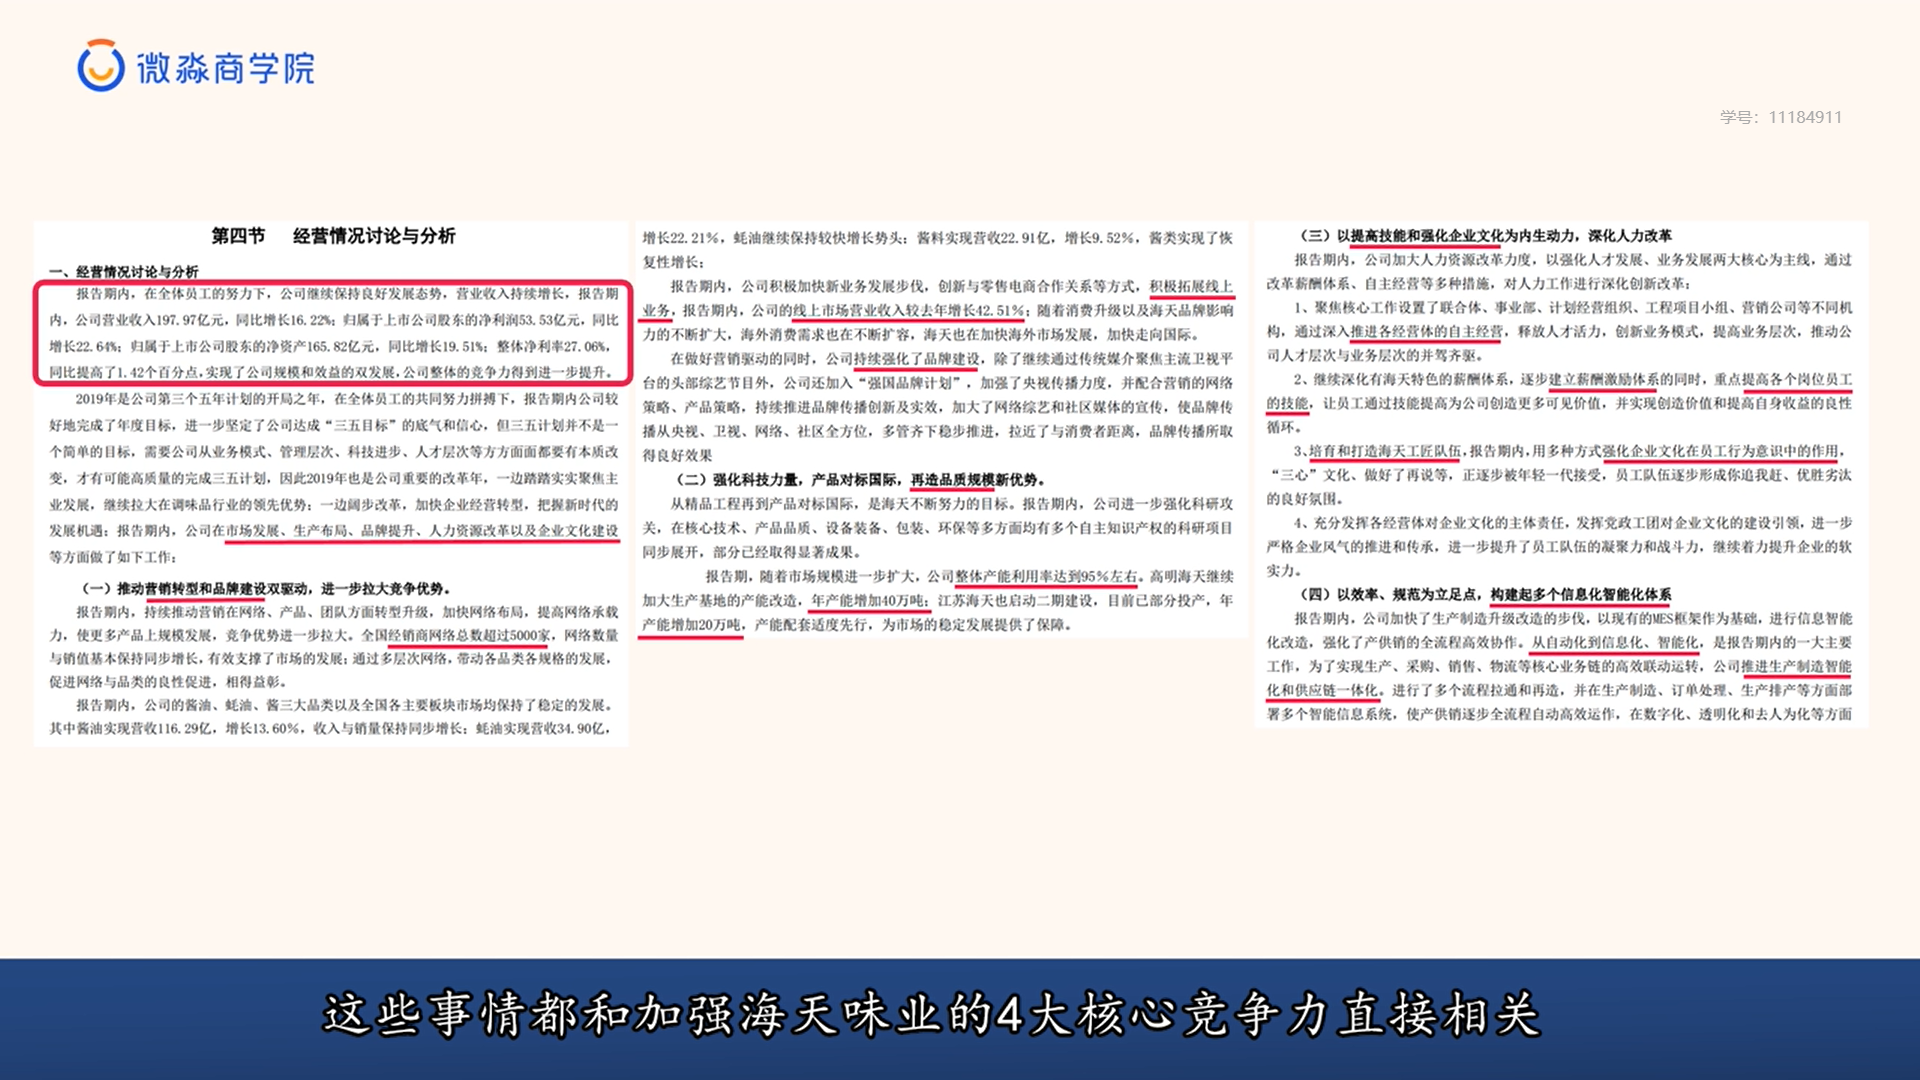 微淼商学院
学号：11184911
第四节 经营情况讨论与分析
一、经营情况讨论与分析
报告期内，在全体员工的努力下，公司继续保持良好发展态势，营业收入持续增长，报告期
内，公司营业收入197.97亿元，同比增长16.22%；归属于上市公司股东的净利润53.53亿元，同比
增长22.64%；归属于上市公司股东的净资产165.82亿元，同比增长19.51%；整体净利率27.06%，
同比提高了1.42个百分点，实现了公司规模和效益的双发展，公司整体的竞争力得到进一步提升。
2019年是公司第三个五年计划的开局之年，在全体员工的共同努力拼搏下，报告期内公司较
好地完成了年度目标，进一步坚定了公司达成“三五目标”的底气和信心，但三五计划并不是一
个简单的目标，需要公司从业务模式、管理层次、科技进步、人才层次等方方面面都要有本质改
变，才有可能高质量的完成三五计划，因此2019年也是公司重要的改革年，一边踏踏实实聚焦主
业发展，继续拉大在调味品行业的领先优势；一边阔步改革，加快企业经营转型，把握新时代的
发展机遇；报告期内，公司在市场发展、生产布局、品牌提升、人力资源改革以及企业文化建设
等方面做了如下工作：
（一）推动营销转型和品牌建设双驱动，进一步拉大竞争优势。
报告期内，持续推动营销在网络、产品、团队方面转型升级，加快网络布局，提高网络承载
力，使更多产品上规模发展，竞争优势进一步拉大。全国经销商网络总数超过5000家，网络数量
与销值基本保持同步增长，有效支撑了市场的发展；通过多层次网络，带动各品类各规格的发展，
促进网络与品类的良性促进，相得益彰。
报告期内，公司的酱油、蚝油、酱三大品类以及全国各主要板块市场均保持了稳定的发展。
其中酱油实现营收116.29亿，增长13.60%，收入与销量保持同步增长；蚝油实现营收34.90亿，
增长22.21%，蚝油继续保持较快增长势头；酱料实现营收22.91亿，增长9.52%，酱类实现了恢
复性增长；
报告期内，公司积极加快新业务发展步伐，创新与零售电商合作关系等方式，积极拓展线上
业务，报告期内，公司的线上市场营业收入较去年增长42.51%；随着消费升级以及海天品牌影响
力的不断扩大，海外消费需求也在不断扩容，海天也在加快海外市场发展，加快走向国际。
在做好营销驱动的同时，公司持续强化了品牌建设，除了继续通过传统媒介聚焦主流卫视平
台的头部综艺节目外，公司还加入“强国品牌计划”，加强了央视传播力度，并配合营销的网络
策略、产品策略，持续推进品牌传播创新及实效，加大了网络综艺和社区媒体的宣传，使品牌传
播从央视、卫视、网络、社区全方位，多管齐下稳步推进，拉近了与消费者距离，品牌传播所取
得良好效果
（二）强化科技力量，产品对标国际，再造品质规模新优势。
从精品工程再到产品对标国际，是海天不断努力的目标。报告期内，公司进一步强化科研攻
关，在核心技术、产品品质、设备装备、包装、环保等多方面均有多个自主知识产权的科研项目
同步展开，部分已经取得显著成果。
报告期，随着市场规模进一步扩大，公司整体产能利用率达到95%左右。高明海天继续
加大生产基地的产能改造，年产能增加40万吨；江苏海天也启动二期建设，目前已部分投产，年
产能增加20万吨，产能配套适度先行，为市场的稳定发展提供了保障。
（三）以提高技能和强化企业文化为内生动力，深化人力改革
报告期内，公司加大人力资源改革力度，以强化人才发展、业务发展两大核心为主线，通过
改革薪酬体系、自主经营等多种措施，对人力工作进行深化创新改革：
1、聚焦核心工作设置了联合体、事业部、计划经营组织、工程项目小组、营销公司等不同机
构，通过深入推进各经营体的自主经营，释放人才活力，创新业务模式，提高业务层次，推动公
司人才层次与业务层次的并驾齐驱。
2、继续深化有海天特色的薪酬体系，逐步建立薪酬激励体系的同时，重点提高各个岗位员工
的技能，让员工通过技能提高为公司创造更多可见价值，并实现创造价值和提高自身收益的良性
循环。
3、培育和打造海天工匠队伍，报告期内，用多种方式强化企业文化在员工行为意识中的作用，
“三心”文化、做好了再说等，正逐步被年轻一代接受，员工队伍逐步形成你追我赶、优胜劣汰
的良好氛围。
4、充分发挥各经营体对企业文化的主体责任，发挥党政工团对企业文化的建设引领，进一步
严格企业风气的推进和传承，进一步提升了员工队伍的凝聚力和战斗力，继续着力提升企业的软
实力。
（四）以效率、规范为立足点，构建起多个信息化智能化体系
报告期内，公司加快了生产制造升级改造的步伐，以现有的MES框架作为基础，进行信息智能
化改造，强化了产供销的全流程高效协作。从自动化到信息化、智能化，是报告期内的一大主要
工作，为了实现生产、采购、销售、物流等核心业务链的高效联动运转，公司推进生产制造智能
化和供应链一体化。进行了多个流程拉通和再造，并在生产制造、订单处理、生产排产等方面部
署多个智能信息系统，使产供销逐步全流程自动高效运作，在数字化、透明化和去人为化等方面
这些事情都和加强海天味业的4大核心竞争力直接相关